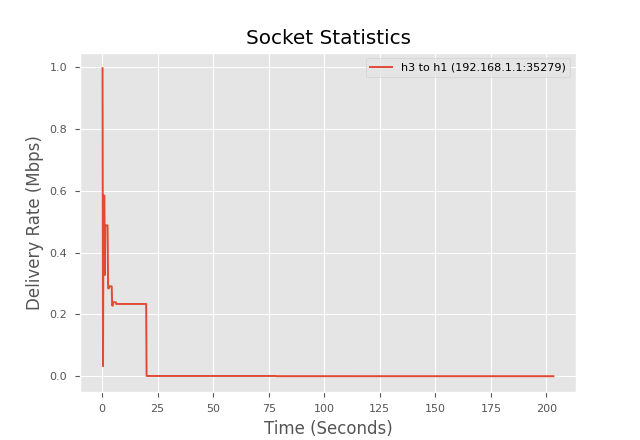 Socket Statistics
h3 to h1 (192.168.1.1:35279)
Delivery Rate (Mbps)
1.0
0.8
0.6
0.4
0.2
0.0
0 25 50 75 100 125 150 175 200
Time (Seconds)